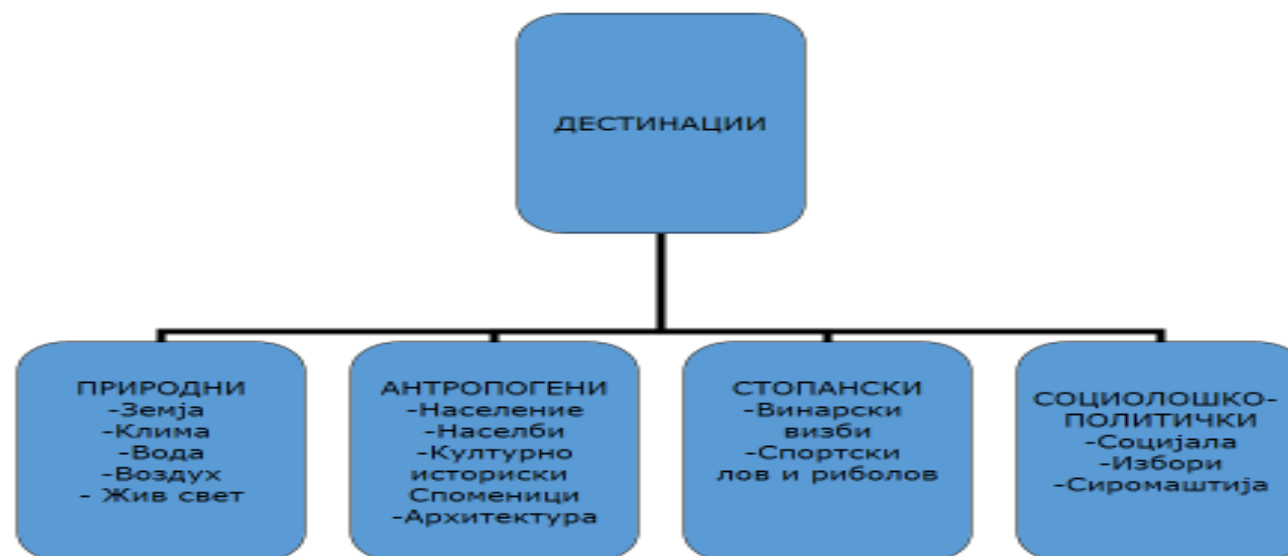 ДЕСТИНАЦИИ
ПРИРОДНИ
-Земја
-Клима
-Вода
-Воздух
- Жив свет
АНТРОПОГЕНИ
-Население
-Населби
-Културно
историски
Споменици
-Архитектура
СТОПАНСКИ
-Винарски
визби
-Спортски
лов и риболов
СОЦИОЛОШКО-
ПОЛИТИЧКИ
-Социјала
-Избори
-Сиромаштија